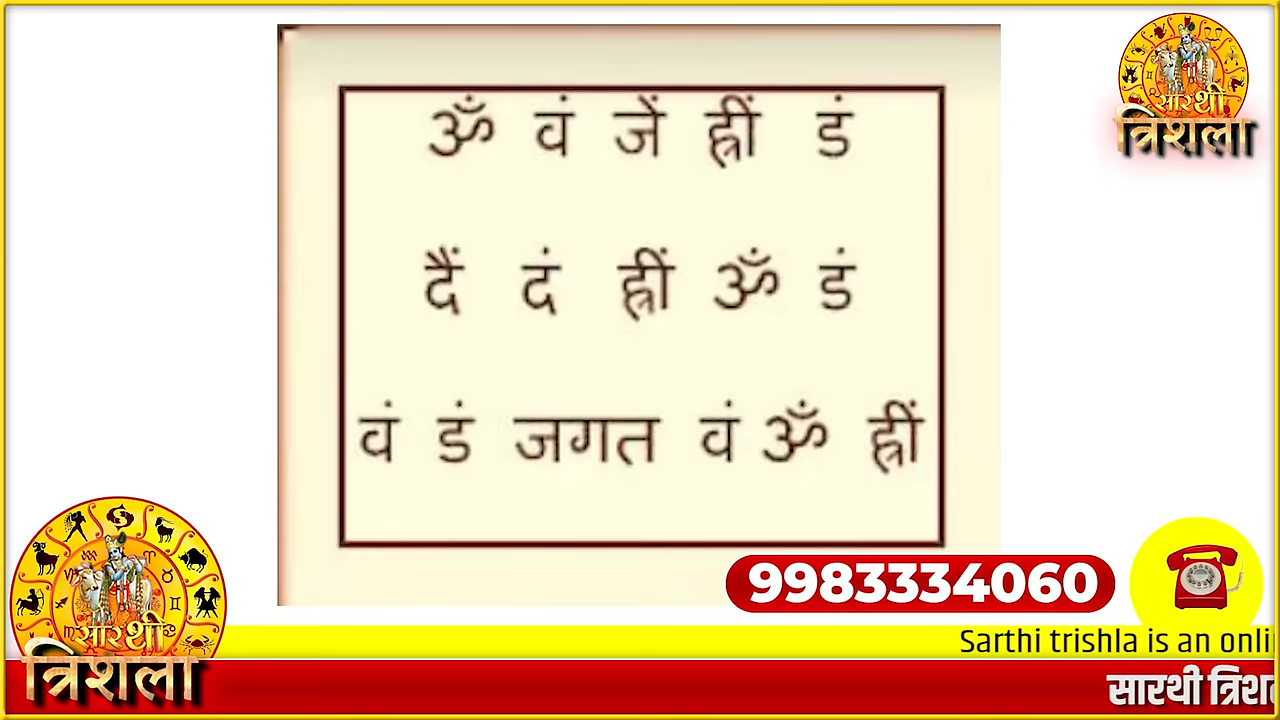 सारथी
त्रिशला
ॐ वं जें ह्रीं डं
दैं दं ह्रीं ॐ डं
वं डं जगत वं ॐ ह्रीं
9983334060
सारथी
त्रिशला
Sarthi trishla is an onli
सारथी त्रिश